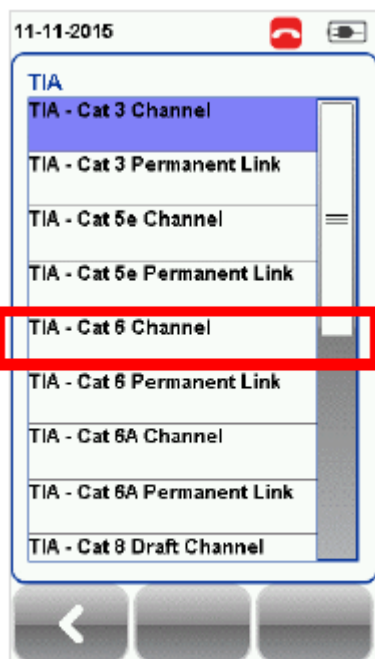 11-11-2015
TIA
TIA - Cat 3 Channel
TIA - Cat 3 Permanent Link
TIA - Cat 5e Channel
TIA - Cat 5e Permanent Link
TIA - Cat 6 Channel
TIA - Cat 6 Permanent Link
TIA - Cat 6A Channel
TIA - Cat 6A Permanent Link
TIA - Cat 8 Draft Channel